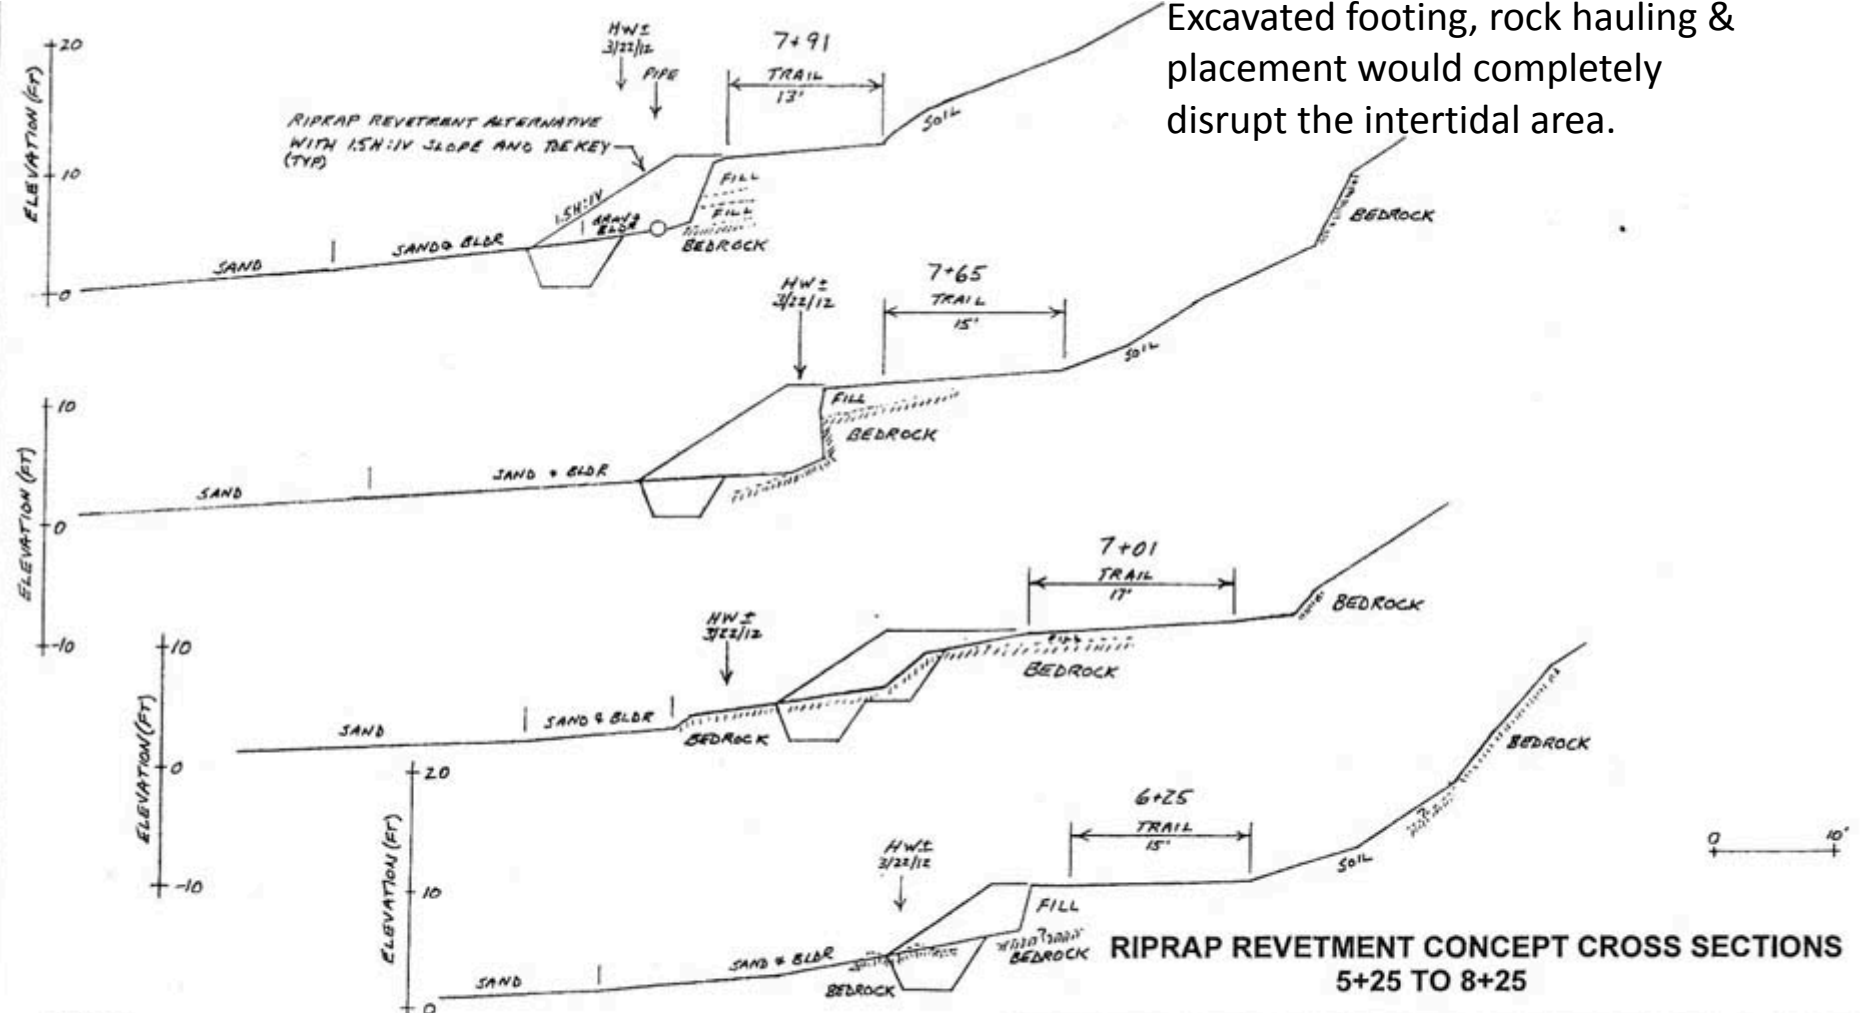 Excavated footing, rock hauling &
placement would completely
disrupt the intertidal area.
ELEVATION (FT)
+20
+10
0
HW±
3/22/12
PIPE
7+91
TRAIL
13'
RIPRAP REVETMENT ALTERNATIVE
WITH 1.5H:1V SLOPE AND TOE KEY
(TYP)
1.5H:1V
SOIL
FILL
FILL
BLDR
BEDROCK
SAND & BLDR
SAND
BEDROCK
ELEVATION (FT)
+10
0
-10
HW±
3/22/12
7+65
TRAIL
15'
SOIL
FILL
BEDROCK
SAND & BLDR
SAND
ELEVATION (FT)
+10
0
-10
HW±
3/22/12
7+01
TRAIL
17'
BEDROCK
FILL
BEDROCK
SAND & BLDR
SAND
BEDROCK
ELEVATION (FT)
+20
10
0
HW±
3/22/12
6+25
TRAIL
15'
BEDROCK
?
SOIL
FILL
?
BEDROCK
SAND & BLDR
SAND
BEDROCK
0 10'
RIPRAP REVETMENT CONCEPT CROSS SECTIONS
5+25 TO 8+25